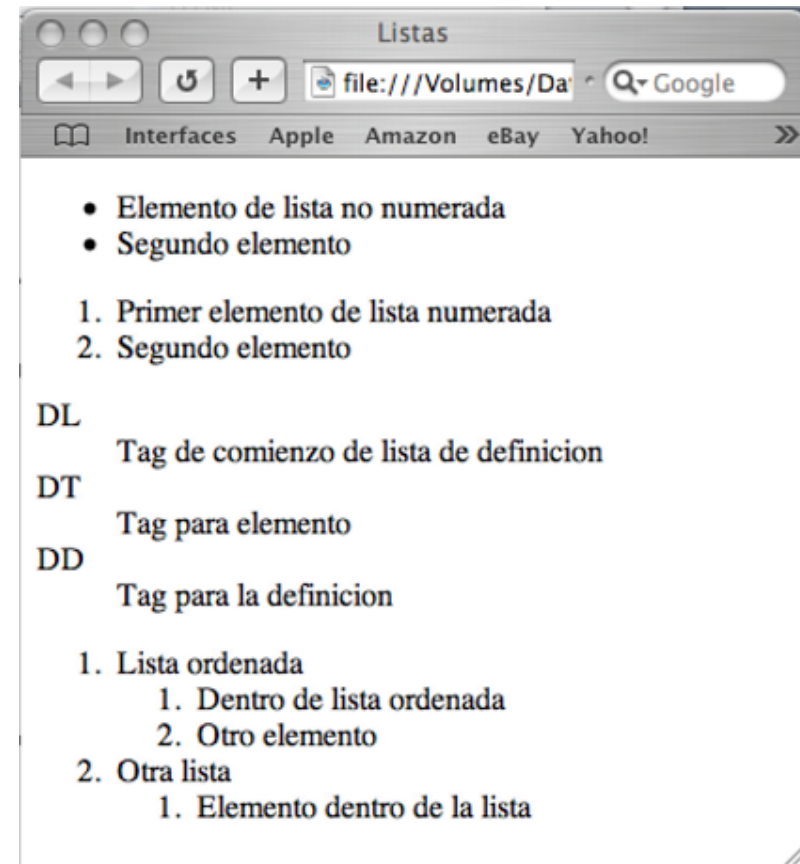 Listas
file:///Volumes/Da
Google
Interfaces Apple Amazon eBay Yahoo!
• Elemento de lista no numerada
• Segundo elemento
1. Primer elemento de lista numerada
2. Segundo elemento
DL
Tag de comienzo de lista de definicion
DT
Tag para elemento
DD
Tag para la definicion
1. Lista ordenada
1. Dentro de lista ordenada
2. Otro elemento
2. Otra lista
1. Elemento dentro de la lista